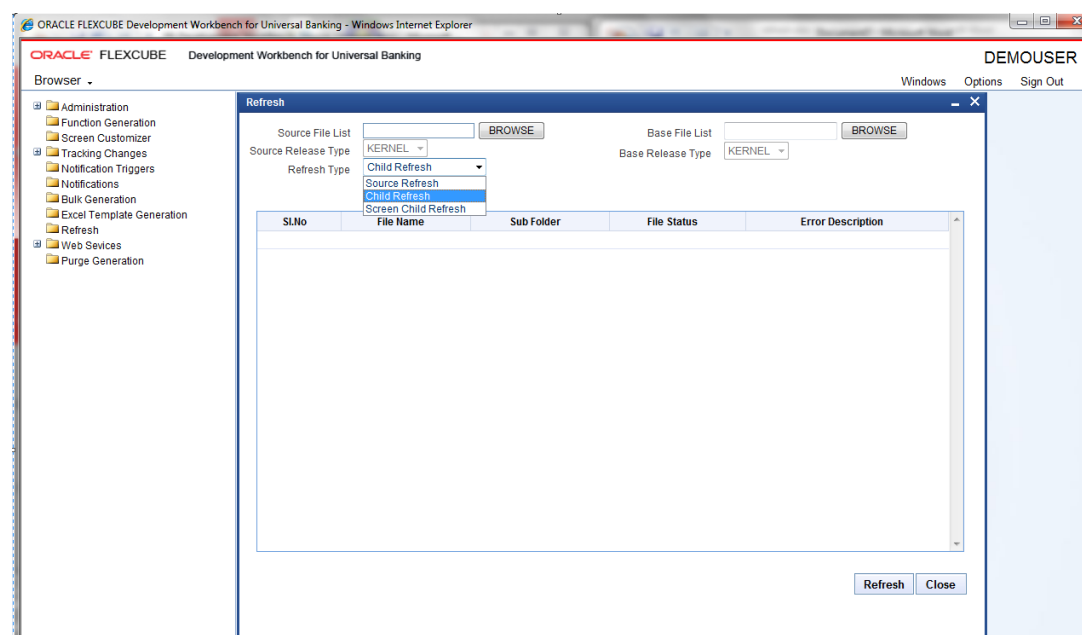 ORACLE FLEXCUBE Development Workbench for Universal Banking - Windows Internet Explorer
ORACLE FLEXCUBE Development Workbench for Universal Banking
DEMOUSER
Browser
Windows Options Sign Out
Administration
Function Generation
Screen Customizer
Tracking Changes
Notification Triggers
Notifications
Bulk Generation
Excel Template Generation
Refresh
Web Sevices
Purge Generation
Refresh
Source File List BROWSE Base File List BROWSE
Source Release Type KERNEL Base Release Type KERNEL
Refresh Type Child Refresh
Source Refresh
Child Refresh
Screen Child Refresh
Sl.No File Name Sub Folder File Status Error Description
Refresh Close